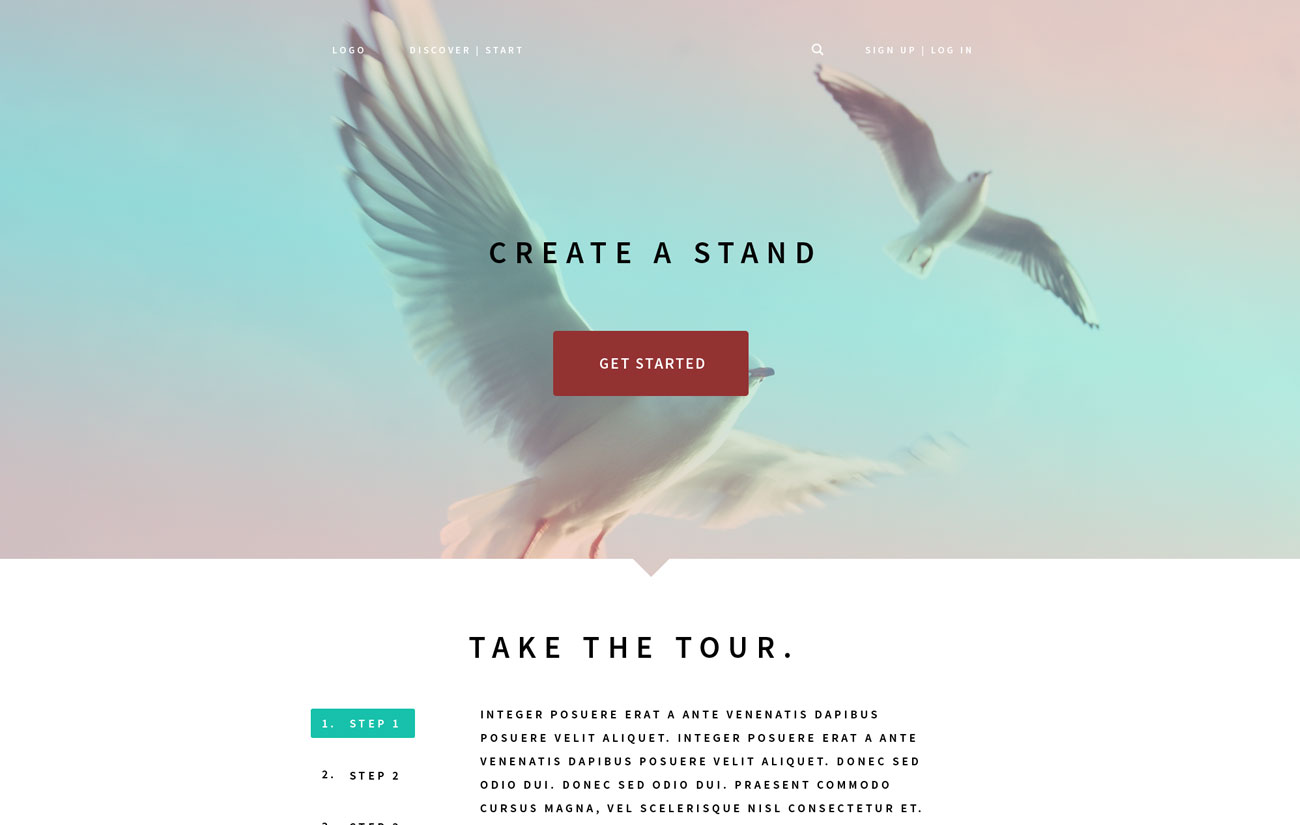 LOGO
DISCOVER | START
SIGN UP | LOG IN
CREATE A STAND
GET STARTED
TAKE THE TOUR.
1. STEP 1
2. STEP 2
INTEGER POSUERE ERAT A ANTE VENENATIS DAPIBUS
POSUERE VELIT ALIQUET. INTEGER POSUERE ERAT A ANTE
VENENATIS DAPIBUS POSUERE VELIT ALIQUET. DONEC SED
ODIO DUI. DONEC SED ODIO DUI. PRAESENT COMMODO
CURSUS MAGNA, VEL SCELERISQUE NISL CONSECTETUR ET.